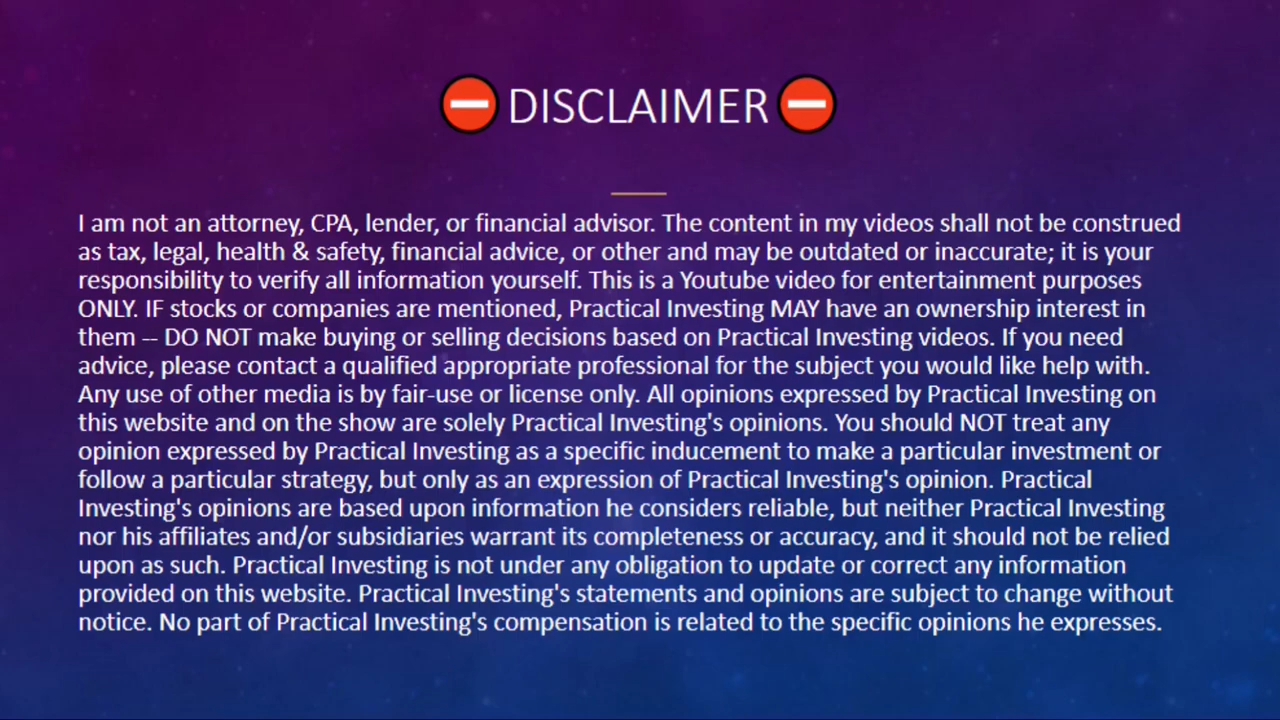 ⛔DISCLAIMER⛔
I am not an attorney, CPA, lender, or financial advisor. The content in my videos shall not be construed
as tax, legal, health & safety, financial advice, or other and may be outdated or inaccurate; it is your
responsibility to verify all information yourself. This is a Youtube video for entertainment purposes
ONLY. IF stocks or companies are mentioned, Practical Investing MAY have an ownership interest in
them -- DO NOT make buying or selling decisions based on Practical Investing videos. If you need
advice, please contact a qualified appropriate professional for the subject you would like help with.
Any use of other media is by fair-use or license only. All opinions expressed by Practical Investing on
this website and on the show are solely Practical Investing's opinions. You should NOT treat any
opinion expressed by Practical Investing as a specific inducement to make a particular investment or
follow a particular strategy, but only as an expression of Practical Investing's opinion. Practical
Investing's opinions are based upon information he considers reliable, but neither Practical Investing
nor his affiliates and/or subsidiaries warrant its completeness or accuracy, and it should not be relied
upon as such. Practical Investing is not under any obligation to update or correct any information
provided on this website. Practical Investing's statements and opinions are subject to change without
notice. No part of Practical Investing's compensation is related to the specific opinions he expresses.